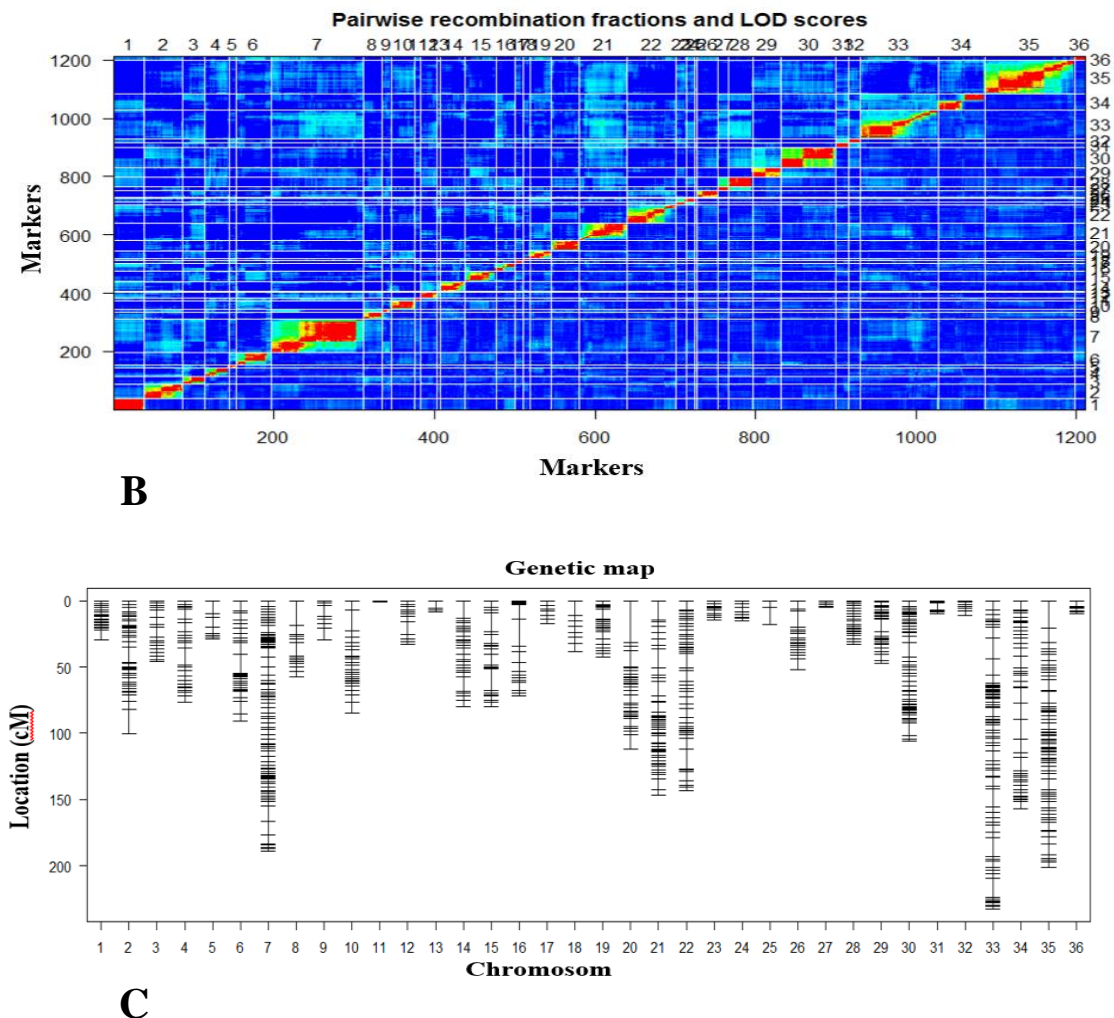 Pairwise recombination fractions and LOD scores
1 2 3 4 5 6 7 8 9 10 14 15 16 19 20 21 22 26 27 28 29 30 31 32 33 34 35 36
1200 36
35
1000 34
33
32
31
30
800 29
22
600 21
20
400
10
8
7
200
6
3
2
1
Markers
200 400 600 800 1000 1200
Markers
B
Genetic map
0
50
100
150
200
Location (cM)
1 2 3 4 5 6 7 8 9 10 11 12 13 14 15 16 17 18 19 20 21 22 23 24 25 26 27 28 29 30 31 32 33 34 35 36
Chromosom
C